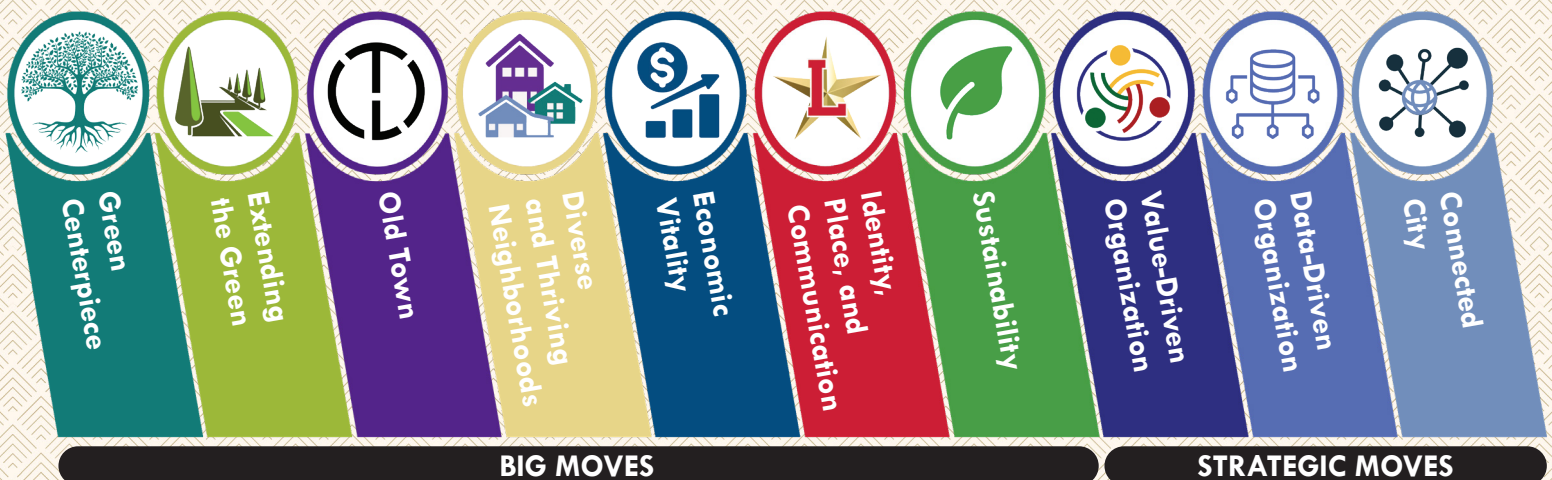 Green
Centerpiece
Extending
the Green
Old Town
Diverse
and Thriving
Neighborhoods
$
Economic
Vitality
L
Identity,
Place, and
Communication
Sustainability
Value-Driven
Organization
Data-Driven
Organization
Connected
City
BIG MOVES
STRATEGIC MOVES